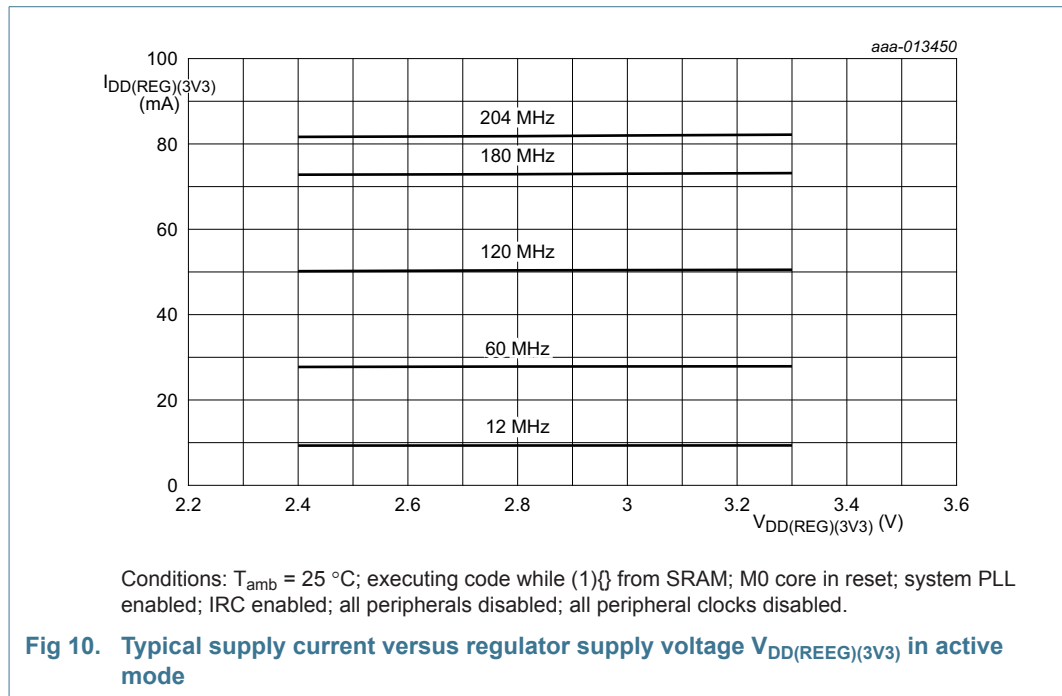 aaa-013450
100
I_DD(REG)(3V3)
(mA)
204 MHz
80
180 MHz
60
120 MHz
40
60 MHz
20
12 MHz
0
2.2 2.4 2.6 2.8 3 3.2 3.4 3.6
V_DD(REG)(3V3) (V)
Conditions: T_amb = 25 °C; executing code while (1){} from SRAM; M0 core in reset; system PLL
enabled; IRC enabled; all peripherals disabled; all peripheral clocks disabled.
Fig 10. Typical supply current versus regulator supply voltage V_DD(REEG)(3V3) in active
mode